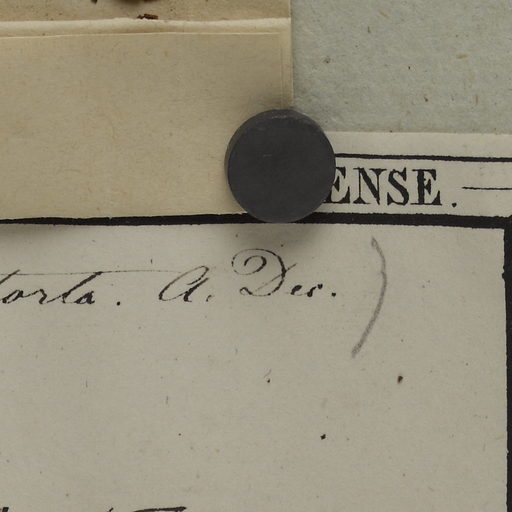 ENSE.
torta. A. Dec. )